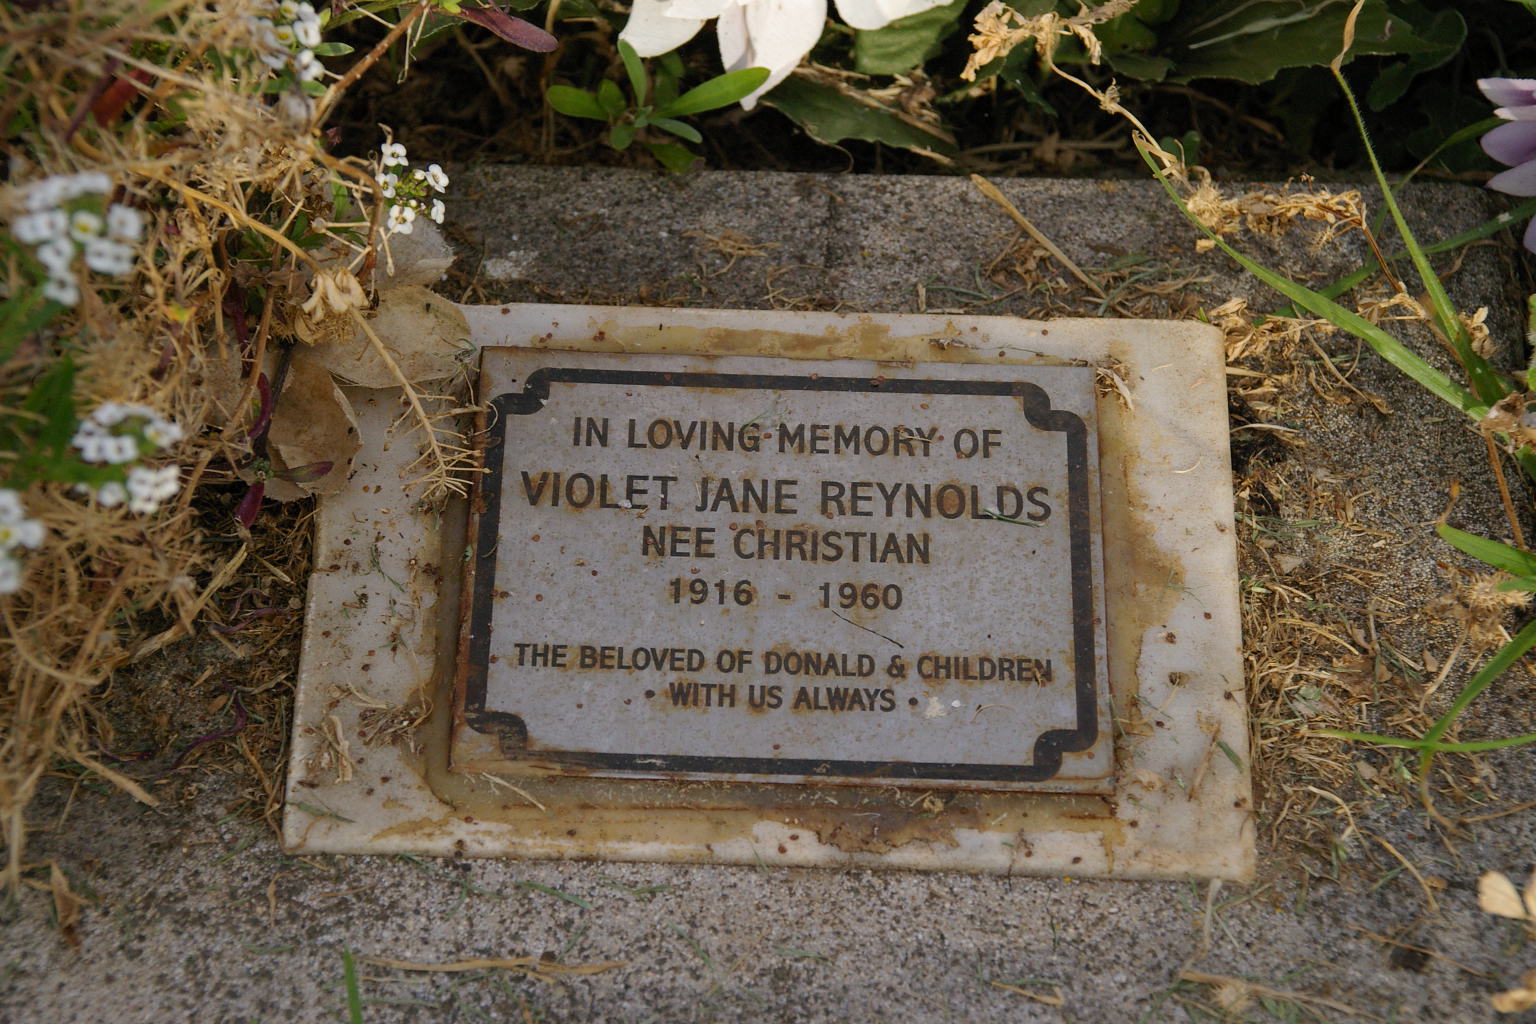 IN LOVING MEMORY OF
VIOLET JANE REYNOLDS
NEE CHRISTIAN
1916 - 1960
THE BELOVED OF DONALD & CHILDREN
• WITH US ALWAYS •